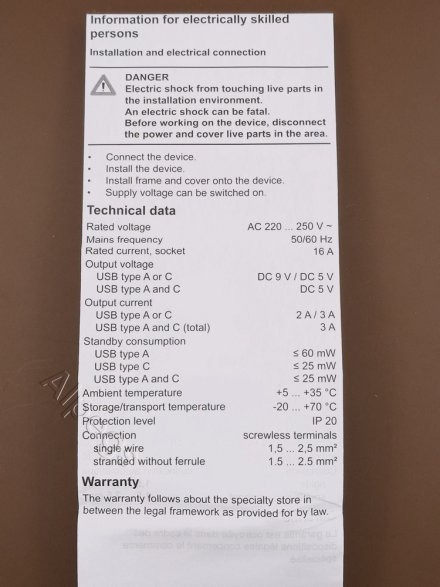 Information for electrically skilled
persons
Installation and electrical connection
DANGER
Electric shock from touching live parts in
the installation environment.
An electric shock can be fatal.
Before working on the device, disconnect
the power and cover live parts in the area.
• Connect the device.
• Install the device.
• Install frame and cover onto the device.
• Supply voltage can be switched on.
Technical data
Rated voltage AC 220 ... 250 V ~
Mains frequency 50/60 Hz
Rated current, socket 16 A
Output voltage
USB type A or C DC 9 V / DC 5 V
USB type A and C DC 5 V
Output current
USB type A or C 2 A / 3 A
USB type A and C (total) 3 A
Standby consumption
USB type A ≤ 60 mW
USB type C ≤ 25 mW
USB type A and C ≤ 25 mW
Ambient temperature +5 ... +35 °C
Storage/transport temperature -20 ... +70 °C
Protection level IP 20
Connection screwless terminals
single wire 1,5 ... 2,5 mm²
stranded without ferrule 1.5 ... 2.5 mm²
Warranty
The warranty follows about the specialty store in
between the legal framework as provided for by law.